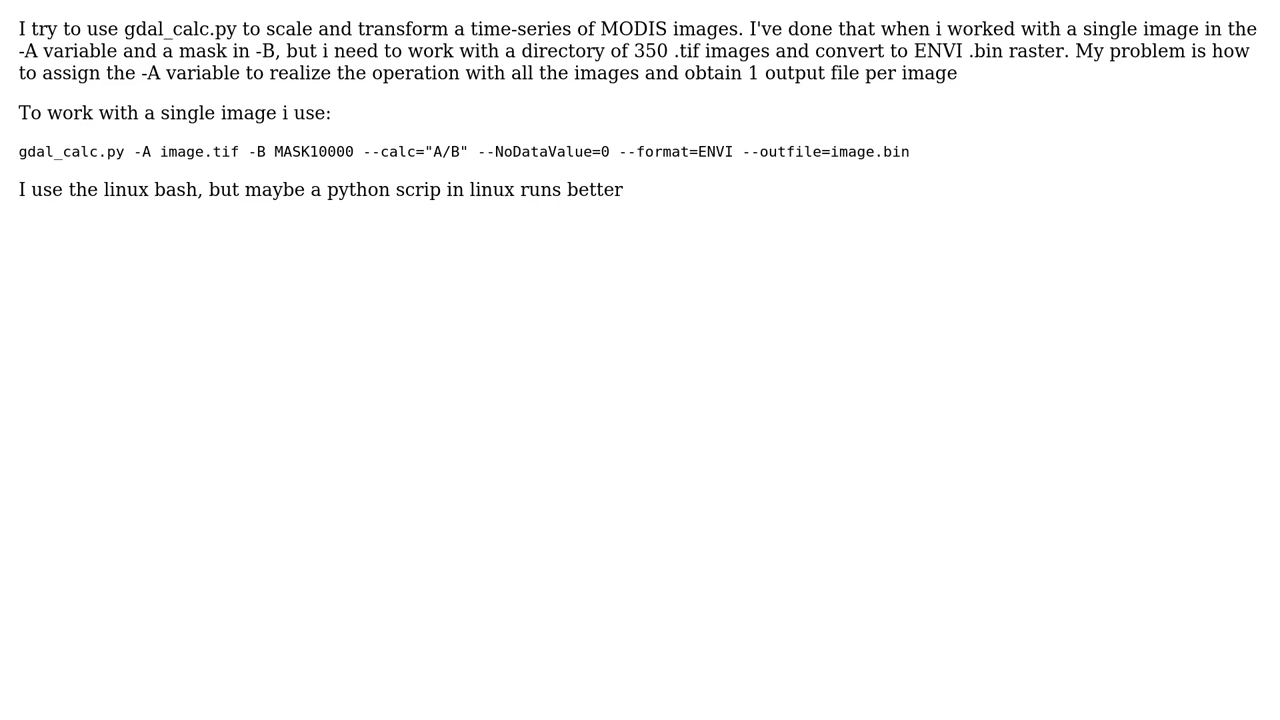 I try to use gdal_calc.py to scale and transform a time-series of MODIS images. I've done that when i worked with a single image in the
-A variable and a mask in -B, but i need to work with a directory of 350 .tif images and convert to ENVI .bin raster. My problem is how
to assign the -A variable to realize the operation with all the images and obtain 1 output file per image
To work with a single image i use:
gdal_calc.py -A image.tif -B MASK10000 --calc="A/B" --NoDataValue=0 --format=ENVI --outfile=image.bin
I use the linux bash, but maybe a python scrip in linux runs better